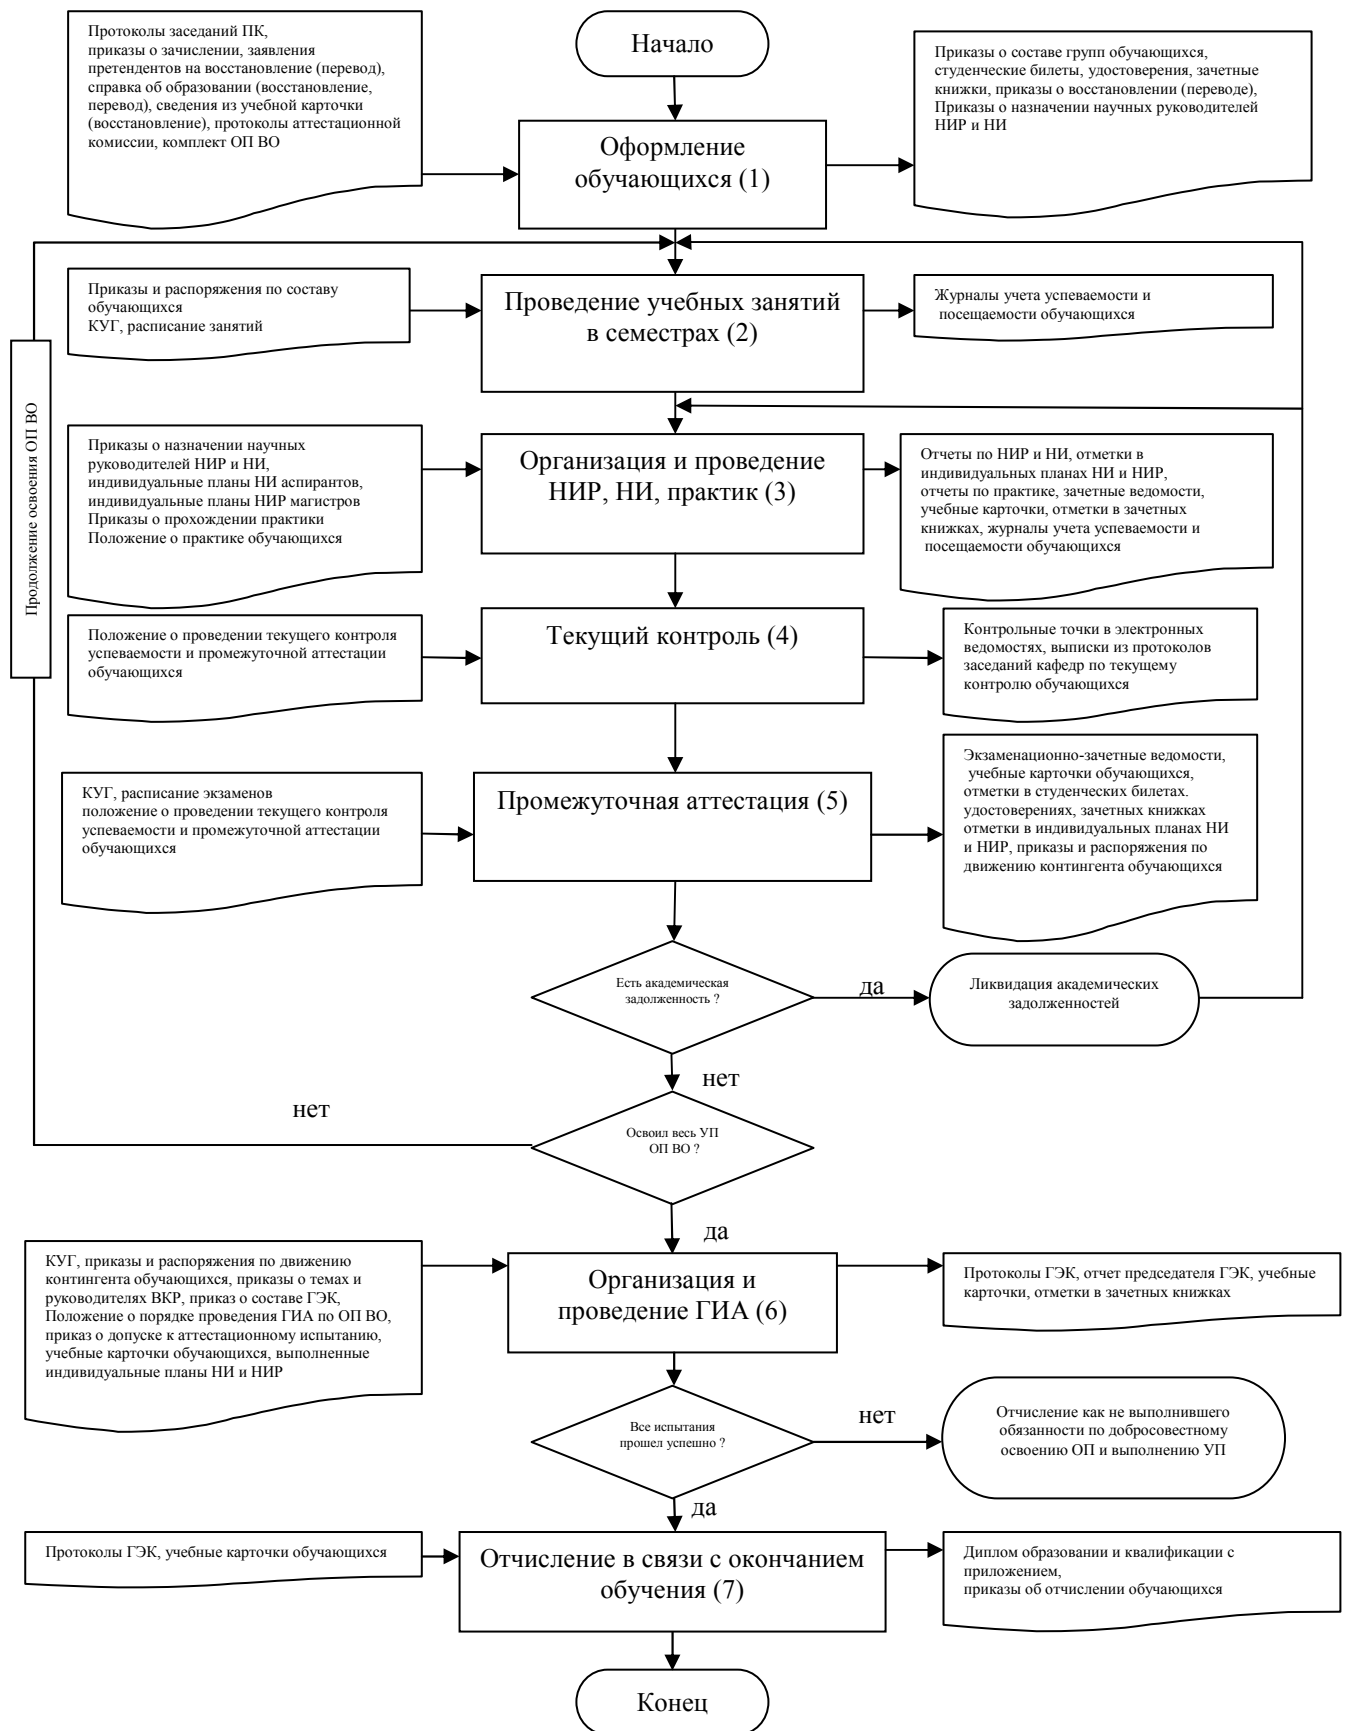 Протоколы заседаний ПК,
приказы о зачислении, заявления
претендентов на восстановление (перевод),
справка об образовании (восстановление,
перевод), сведения из учебной карточки
(восстановление), протоколы аттестационной
комиссии, комплект ОП ВО
Начало
Приказы о составе групп обучающихся,
студенческие билеты, удостоверения, зачетные
книжки, приказы о восстановлении (переводе),
Приказы о назначении научных руководителей
НИР и НИ
Оформление
обучающихся (1)
Приказы и распоряжения по составу
обучающихся
КУГ, расписание занятий
Проведение учебных занятий
в семестрах (2)
Журналы учета успеваемости и
посещаемости обучающихся
Продолжение освоения ОП ВО
Приказы о назначении научных
руководителей НИР и НИ,
индивидуальные планы НИ аспирантов,
индивидуальные планы НИР магистров
Приказы о прохождении практики
Положение о практике обучающихся
Организация и проведение
НИР, НИ, практик (3)
Отчеты по НИР и НИ, отметки в
индивидуальных планах НИ и НИР,
отчеты по практике, зачетные ведомости,
учебные карточки, отметки в зачетных
книжках, журналы учета успеваемости и
посещаемости обучающихся
Положение о проведении текущего контроля
успеваемости и промежуточной аттестации
обучающихся
Текущий контроль (4)
Контрольные точки в электронных
ведомостях, выписки из протоколов
заседаний кафедр по текущему
контролю обучающихся
КУГ, расписание экзаменов
положение о проведении текущего контроля
успеваемости и промежуточной аттестации
обучающихся
Промежуточная аттестация (5)
Экзаменационно-зачетные ведомости,
учебные карточки обучающихся,
отметки в студенческих билетах.
удостоверениях, зачетных книжках
отметки в индивидуальных планах НИ
и НИР, приказы и распоряжения по
движению контингента обучающихся
Есть академическая
задолженность ?
да
Ликвидация академических
задолженностей
нет
нет
Освоил весь УП
ОП ВО ?
да
КУГ, приказы и распоряжения по движению
контингента обучающихся, приказы о темах и
руководителях ВКР, приказ о составе ГЭК,
Положение о порядке проведения ГИА по ОП ВО,
приказ о допуске к аттестационному испытанию,
учебные карточки обучающихся, выполненные
индивидуальные планы НИ и НИР
Организация и
проведение ГИА (6)
Протоколы ГЭК, отчет председателя ГЭК, учебные
карточки, отметки в зачетных книжках
Все испытания
прошел успешно ?
нет
Отчисление как не выполнившего
обязанности по добросовестному
освоению ОП и выполнению УП
да
Протоколы ГЭК, учебные карточки обучающихся
Отчисление в связи с окончанием
обучения (7)
Диплом образовании и квалификации с
приложением,
приказы об отчислении обучающихся
Конец